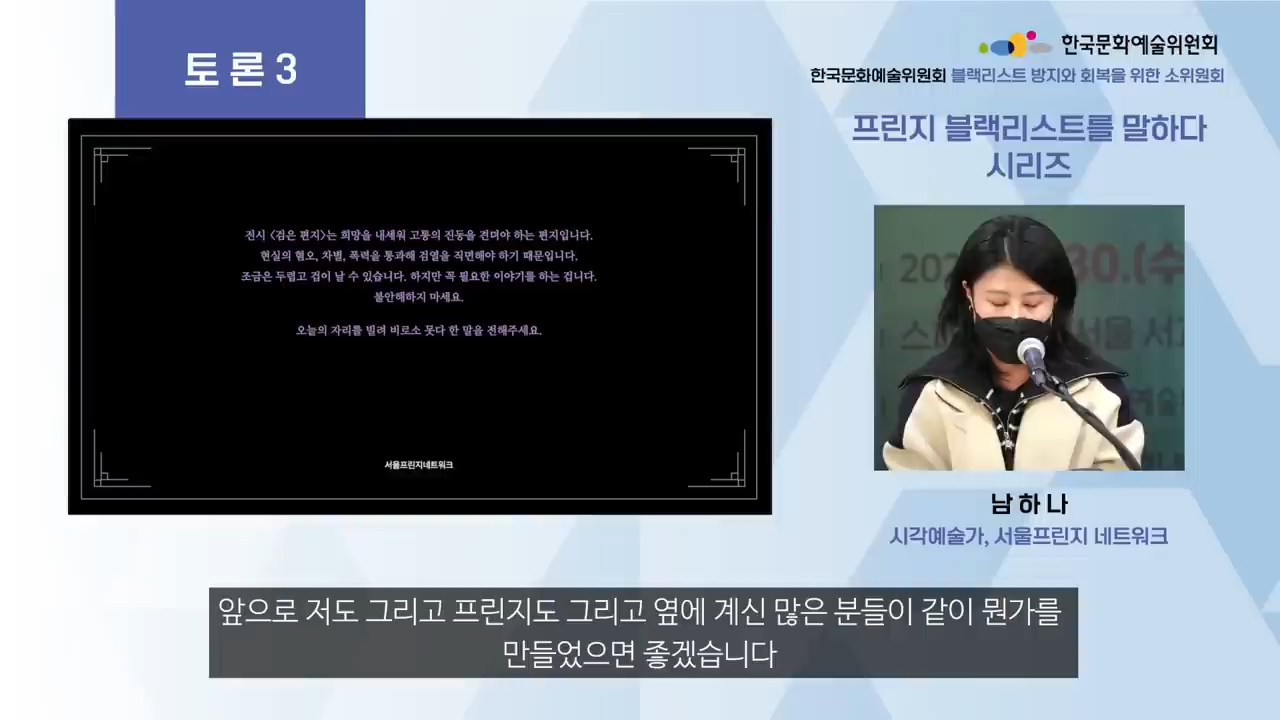 토론3
한국문화예술위원회
한국문화예술위원회 블랙리스트 방지와 회복을 위한 소위원회
프린지 블랙리스트를 말하다
시리즈
전시 <검은 편지>는 희망을 내세워 고통의 진동을 견뎌야 하는 편지입니다.
현실의 혐오, 차별, 폭력을 통과해 검열을 직면해야 하기 때문입니다.
조금은 두렵고 겁이 날 수 있습니다. 하지만 꼭 필요한 이야기를 하는 겁니다.
불안해하지 마세요.
오늘의 자리를 빌려 비로소 못다 한 말을 전해주세요.
서울프린지네트워크
30.(수
서울 서
남하나
시각예술가, 서울프린지 네트워크
앞으로 저도 그리고 프린지도 그리고 옆에 계신 많은 분들이 같이 뭔가를
만들었으면 좋겠습니다